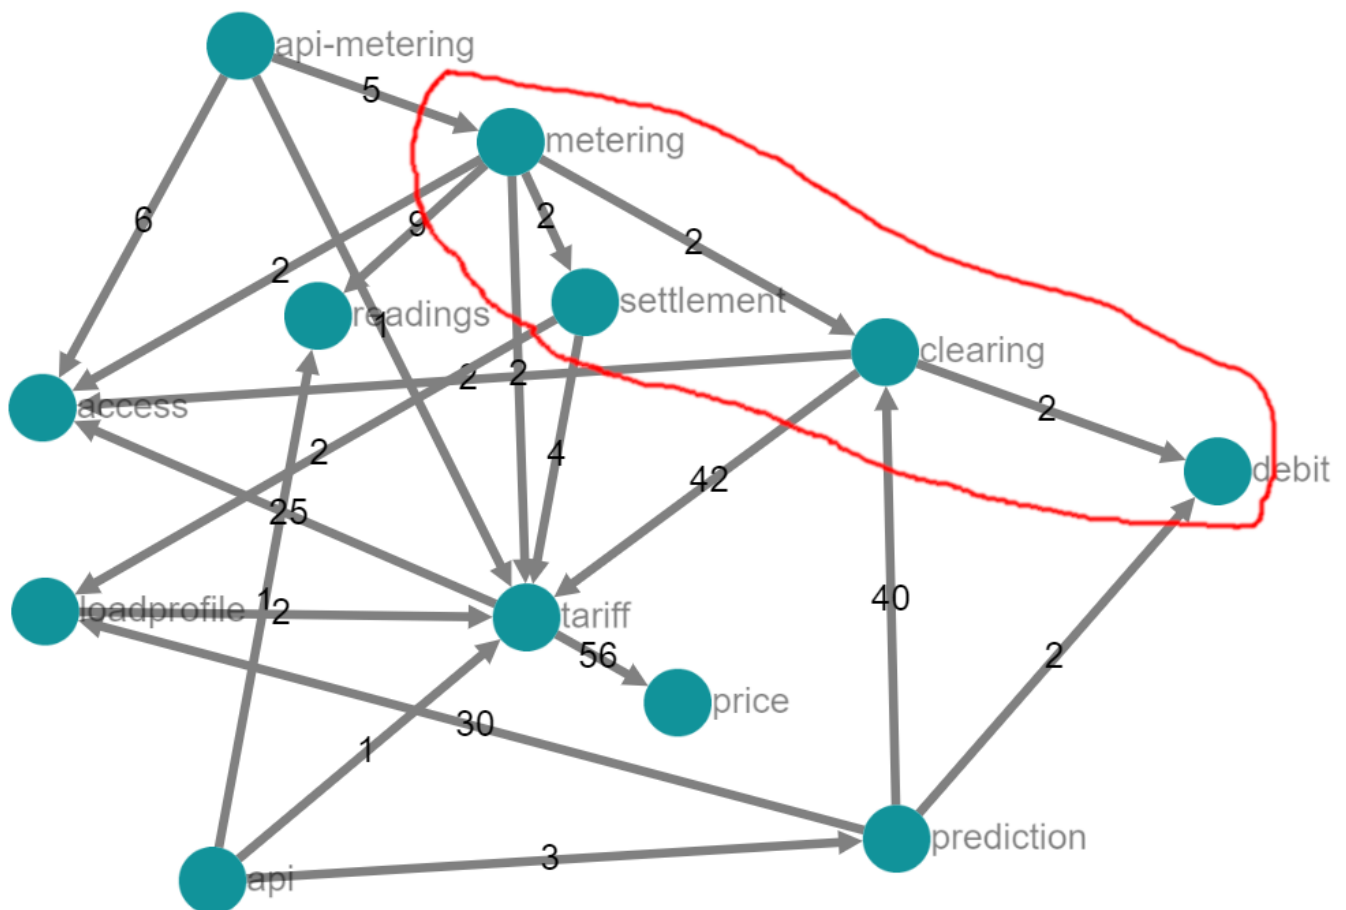 api-metering
5
metering
6
9
2
2
2
readings
settlement
1
clearing
access
2
2
2
4
2
debit
42
25
loadprofile
1
2
tariff
40
56
2
price
30
1
prediction
3
api